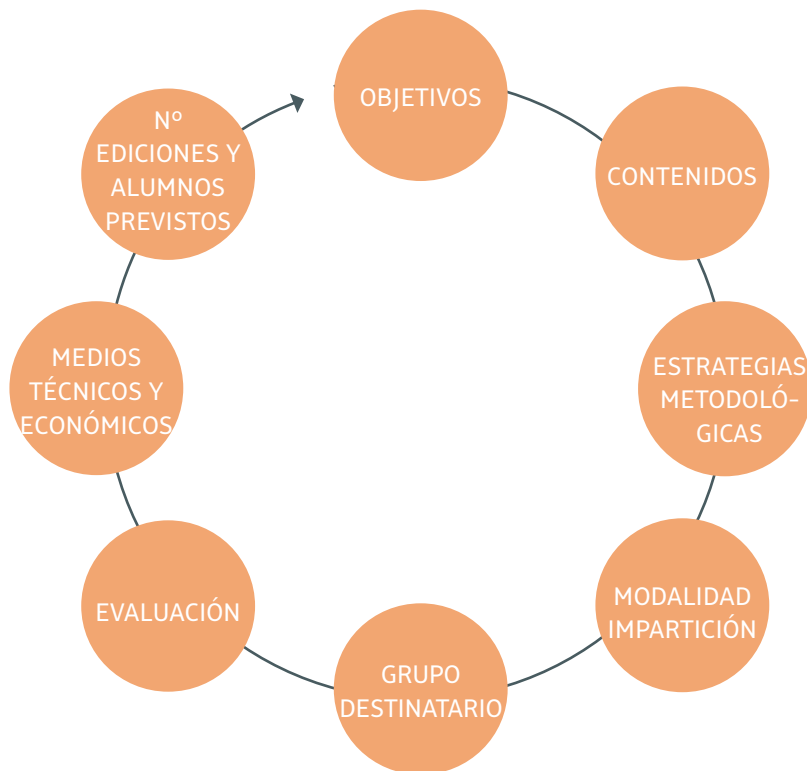 OBJETIVOS
CONTENIDOS
ESTRATEGIAS
METODOLÓ-
GICAS
MODALIDAD
IMPARTICIÓN
GRUPO
DESTINATARIO
EVALUACIÓN
MEDIOS
TÉCNICOS Y
ECONÓMICOS
Nº
EDICIONES Y
ALUMNOS
PREVISTOS